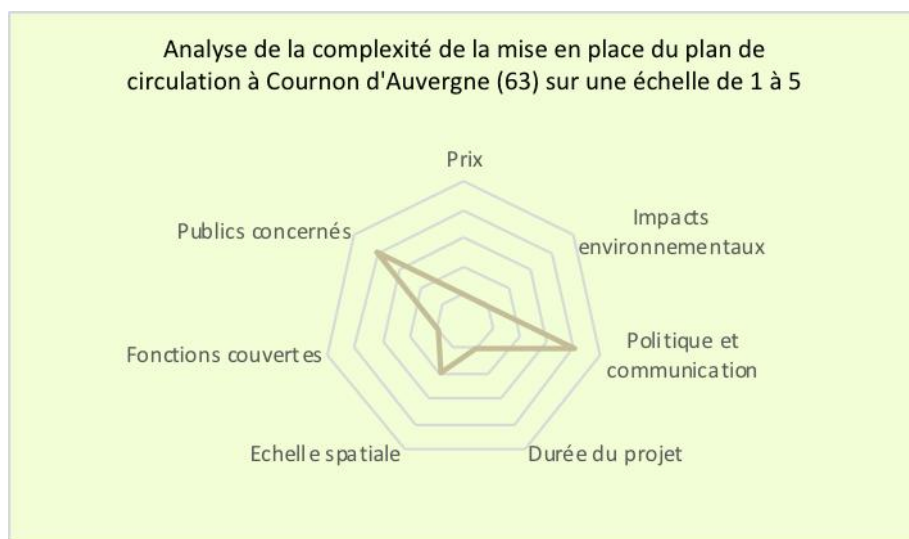 Analyse de la complexité de la mise en place du plan de
circulation à Cournon d'Auvergne (63) sur une échelle de 1 à 5
Prix
Impacts
environnementaux
Publics concernés
Politique et
communication
Fonctions couvertes
Echelle spatiale
Durée du projet